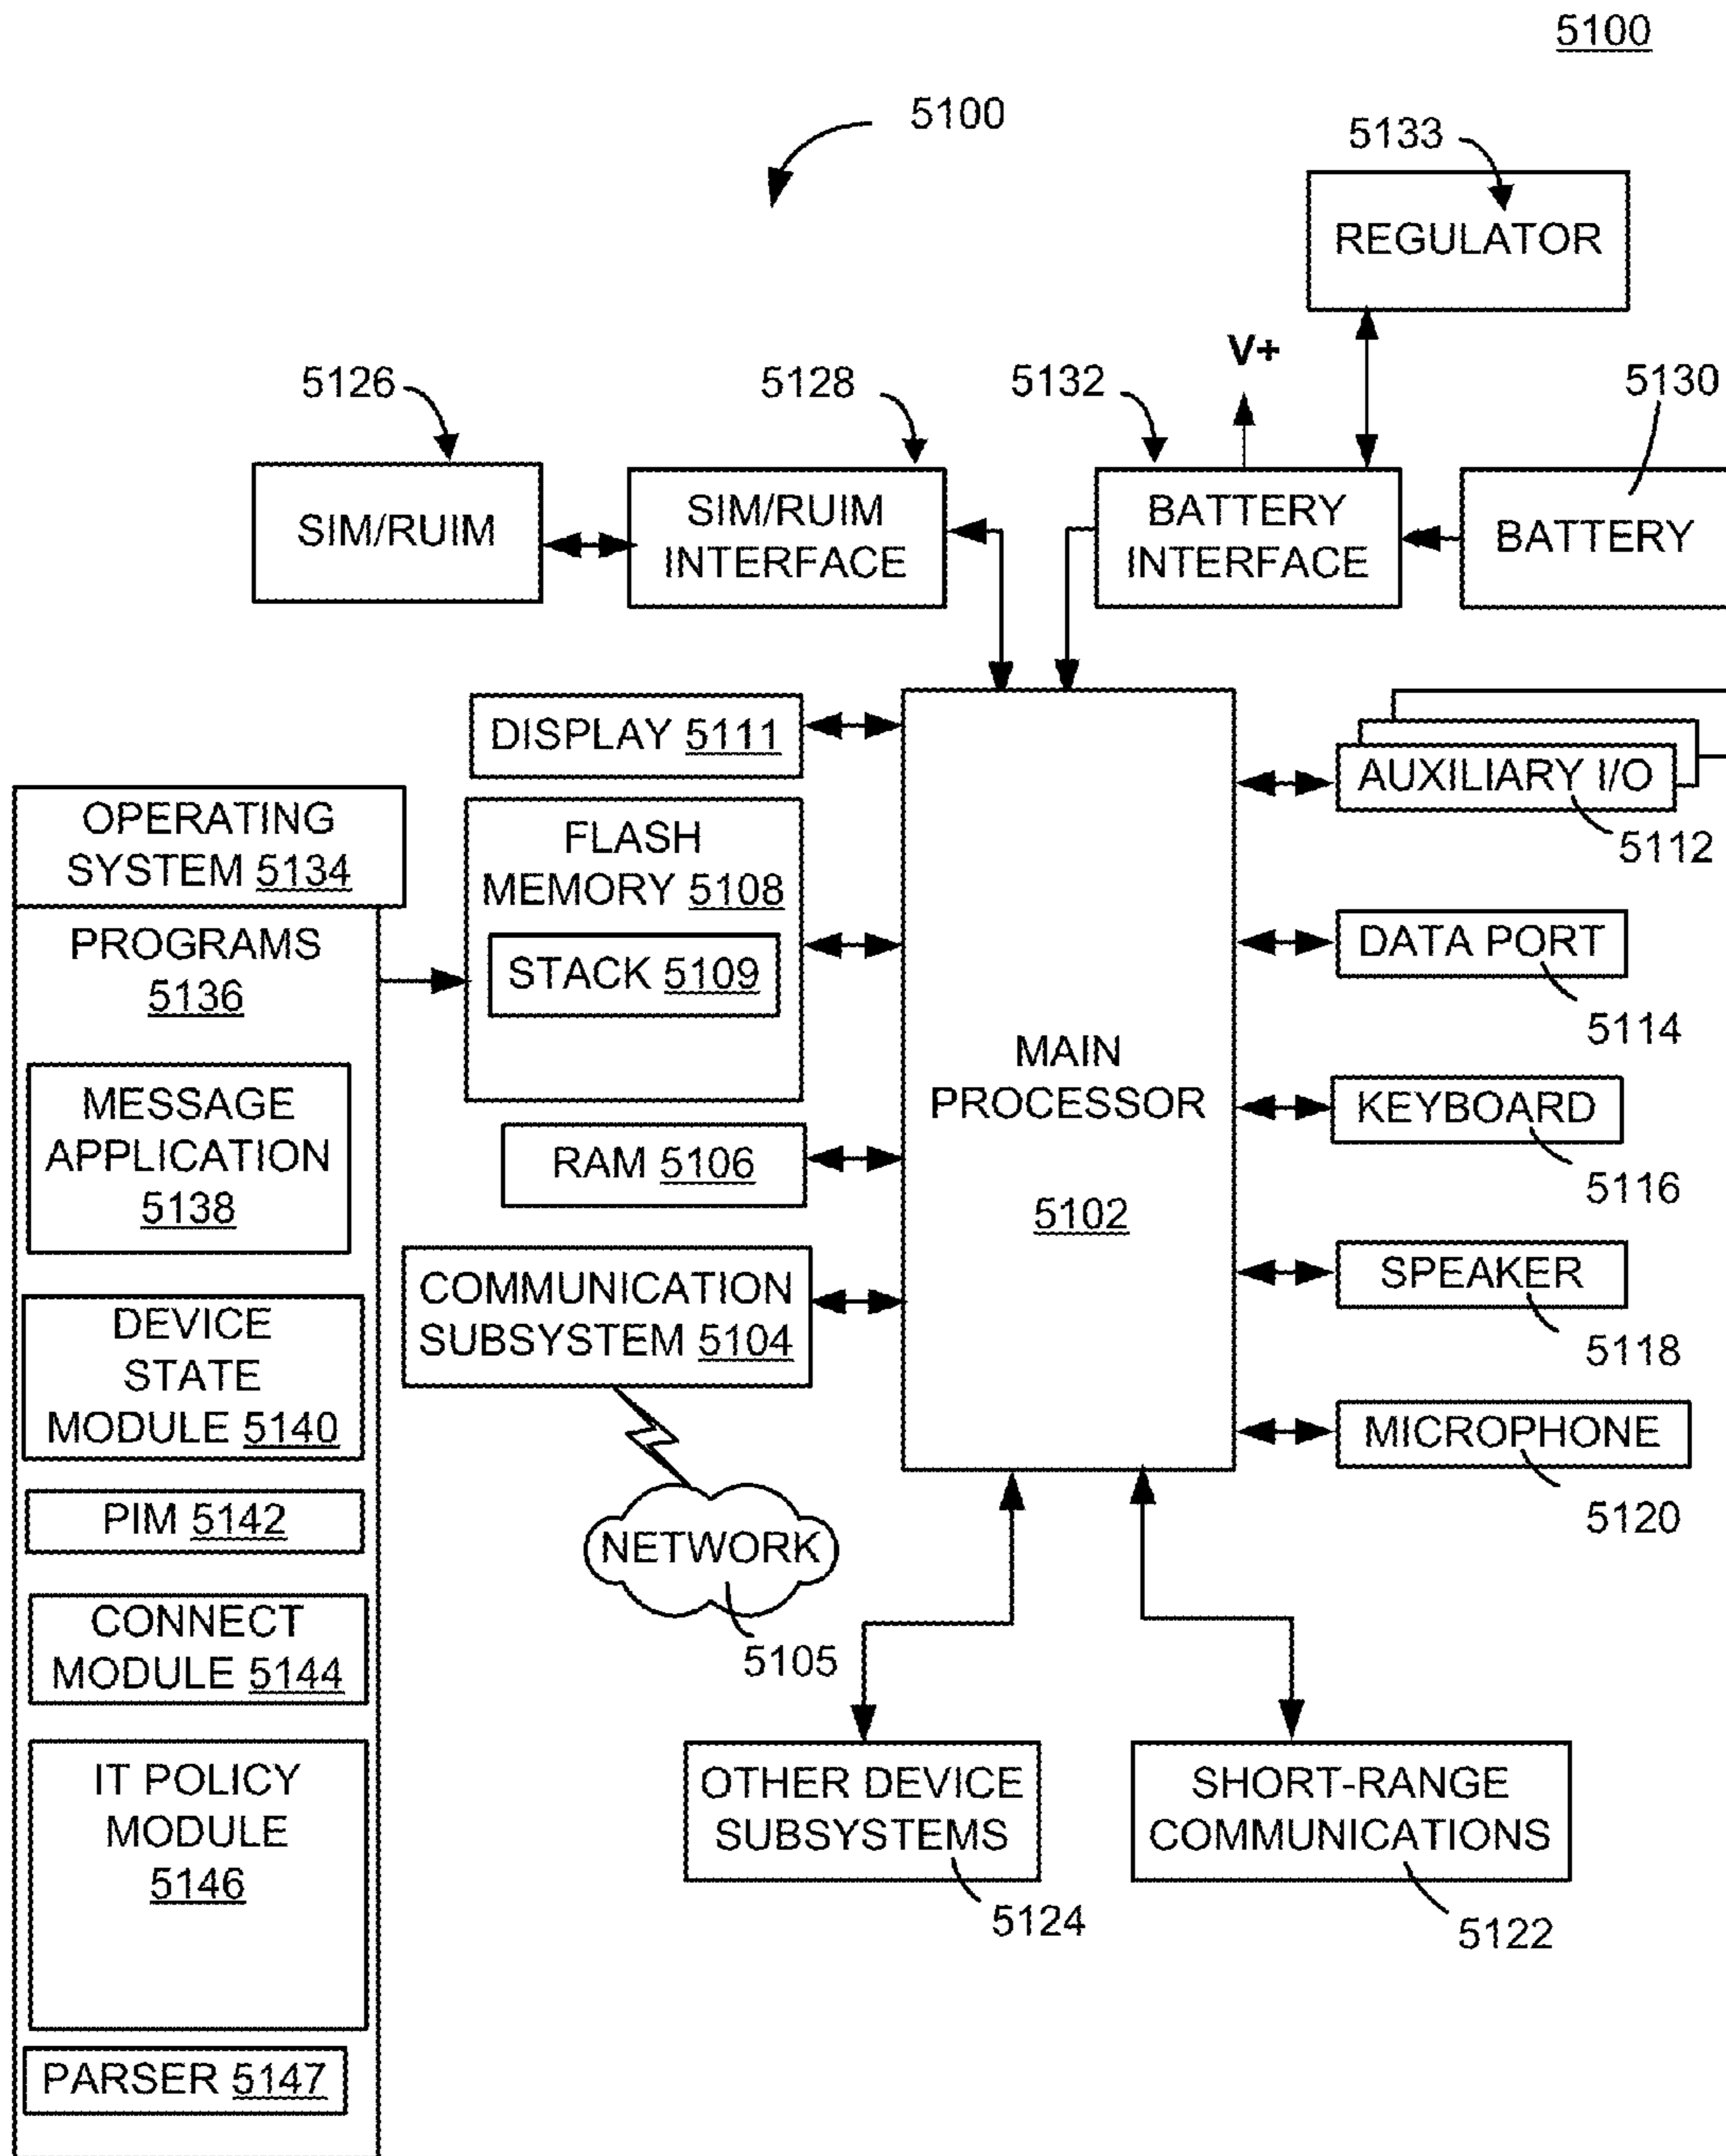 5100
5100
5133
REGULATOR
V+
5126
5128
5132
5130
SIM/RUIM
SIM/RUIM
INTERFACE
BATTERY
INTERFACE
BATTERY
DISPLAY 5111
AUXILIARY I/O
5112
OPERATING
SYSTEM 5134
FLASH
MEMORY 5108
STACK 5109
PROGRAMS
5136
DATA PORT
5114
MAIN
PROCESSOR
5102
MESSAGE
APPLICATION
5138
KEYBOARD
5116
RAM 5106
COMMUNICATION
SUBSYSTEM 5104
SPEAKER
5118
DEVICE
STATE
MODULE 5140
MICROPHONE
5120
PIM 5142
NETWORK
5105
CONNECT
MODULE 5144
IT POLICY
MODULE
5146
OTHER DEVICE
SUBSYSTEMS
5124
SHORT-RANGE
COMMUNICATIONS
5122
PARSER 5147